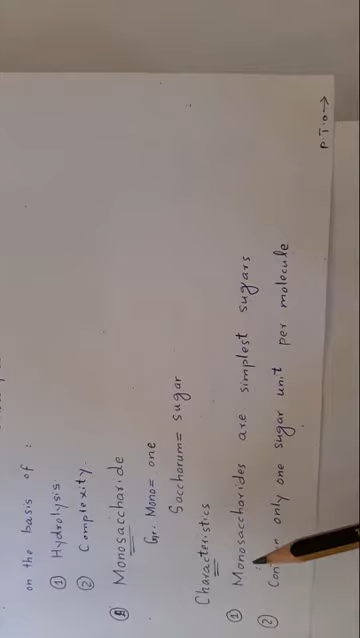 on the basis of :
① Hydrolysis
② Complexity.
Ⓐ Monosaccharide
Gr. Mono = one
Saccharum = sugar
Characteristics
① Monosaccharides are simplest sugars
② only one sugar unit per molecule
P.T.O→